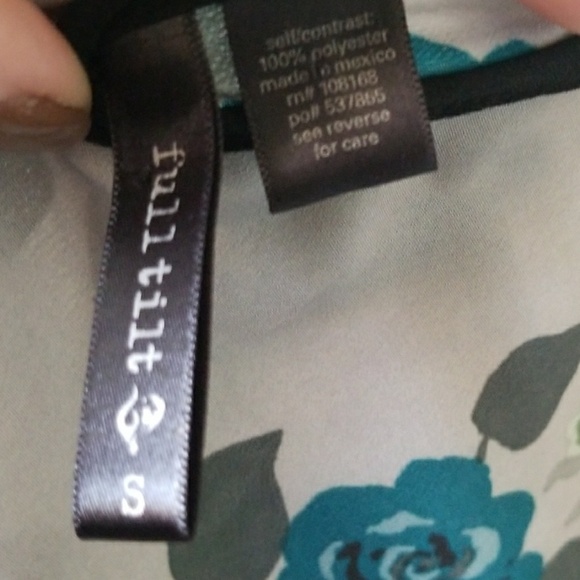 full tilt
S
self/contrast:
100% polyester
made in mexico
rn# 108168
po# 537865
see reverse
for care